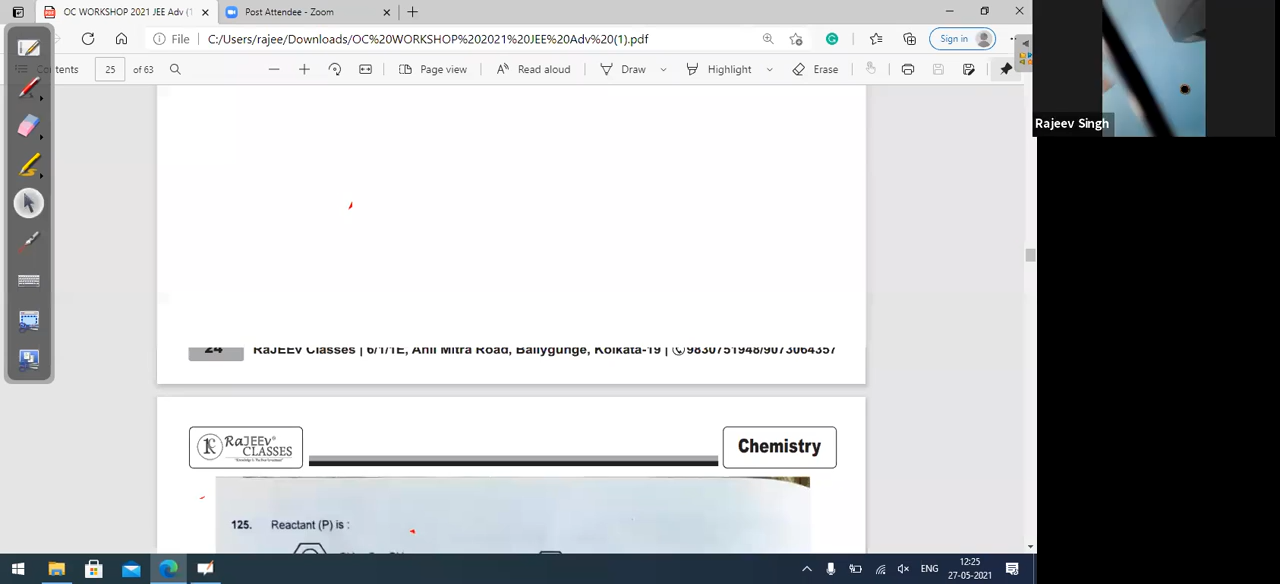 OC WORKSHOP 2021 JEE Adv (1
Post Attendee - Zoom
File
C:/Users/rajee/Downloads/OC%20WORKSHOP%202021%20JEE%20Adv%20(1).pdf
Sign in
25 of 63
Page view
Read aloud
Draw
Highlight
Erase
Rajeev Singh
24 RaJEEv Classes | 6/1/1E, Anil Mitra Road, Ballygunge, Kolkata-19 | 9830751948/9073064357
RaJEEv
CLASSES
Chemistry
125. Reactant (P) is :
ENG
12:25
27-05-2021